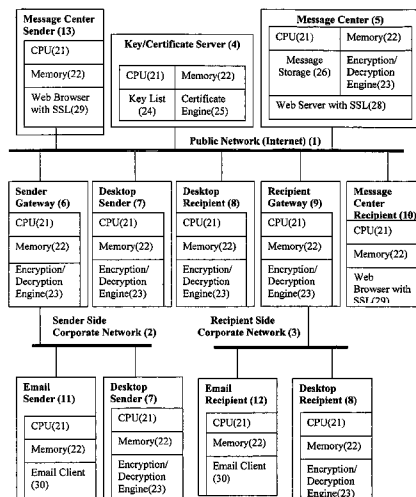 Message Center
Sender (13)
CPU(21)
Memory(22)
Web Browser
with SSL(29)
Key/Certificate Server (4)
CPU(21)
Memory(22)
Key List
(24)
Certificate
Engine(25)
Message Center (5)
CPU(21)
Memory(22)
Message
Storage (26)
Encryption/
Decryption
Engine(23)
Web Server with SSL(28)
Public Network (Internet) (1)
Sender
Gateway (6)
CPU(21)
Memory(22)
Encryption/
Decryption
Engine(23)
Desktop
Sender (7)
CPU(21)
Memory(22)
Encryption/
Decryption
Engine(23)
Desktop
Recipient (8)
CPU(21)
Memory(22)
Encryption/
Decryption
Engine(23)
Recipient
Gateway (9)
CPU(21)
Memory(22)
Encryption/
Decryption
Engine(23)
Message
Center
Recipient (10)
CPU(21)
Memory(22)
Web
Browser with
SSL(29)
Sender Side
Corporate Network (2)
Recipient Side
Corporate Network (3)
Email
Sender (11)
CPU(21)
Memory(22)
Email Client
(30)
Desktop
Sender (7)
CPU(21)
Memory(22)
Encryption/
Decryption
Engine(23)
Email
Recipient (12)
CPU(21)
Memory(22)
Email Client
(30)
Desktop
Recipient (8)
CPU(21)
Memory(22)
Encryption/
Decryption
Engine(23)